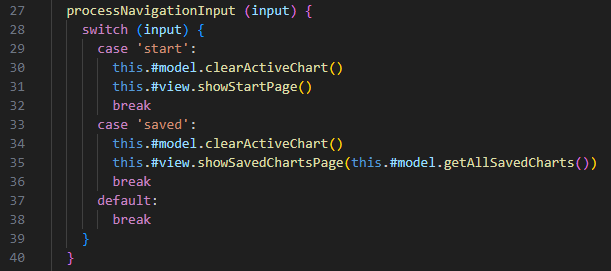 27 processNavigationInput (input) {
28 switch (input) {
29 case 'start':
30 this.#model.clearActiveChart()
31 this.#view.showStartPage()
32 break
33 case 'saved':
34 this.#model.clearActiveChart()
35 this.#view.showSavedChartsPage(this.#model.getAllSavedCharts())
36 break
37 default:
38 break
39 }
40 }